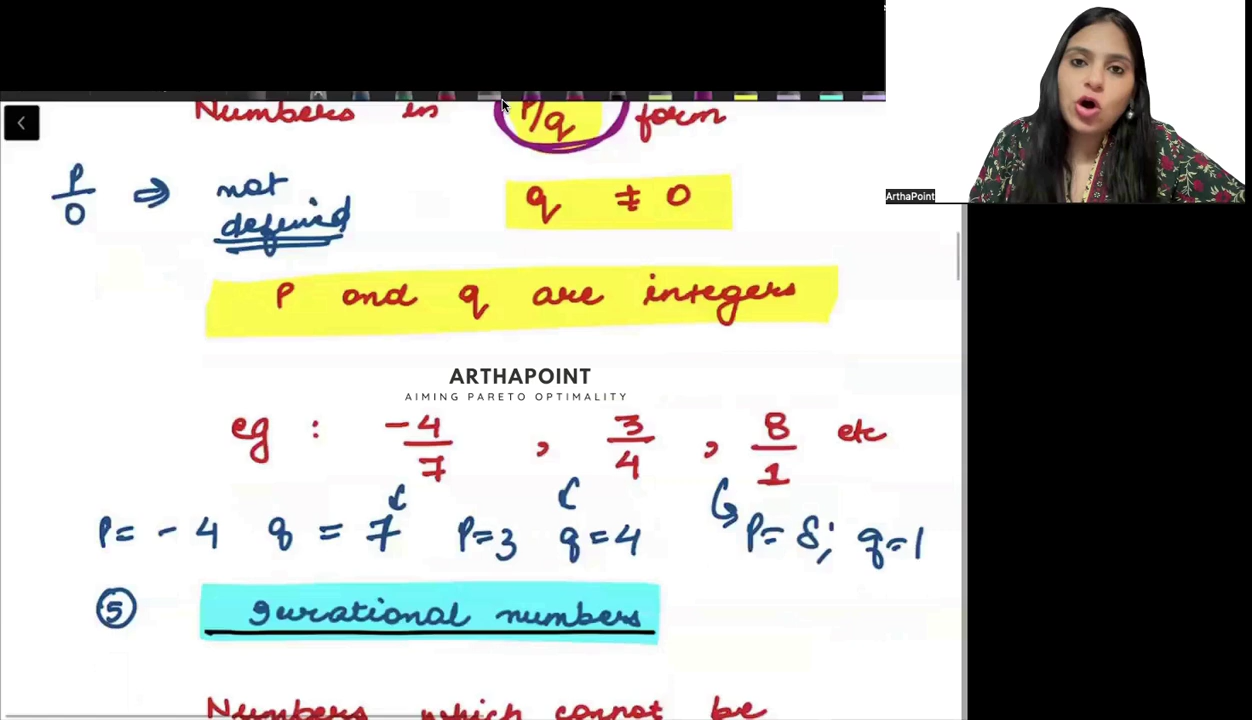 Numbers in P/q form
P/0 ⇒ not defined
q ≠ 0
P and q are integers
ARTHAPOINT
AIMING PARETO OPTIMALITY
eg : -4/7 , 3/4 , 8/1 etc
P= -4 q = 7 P=3 q=4 P= 8; q=1
5 Irrational numbers
Numbers which cannot be
ArthaPoint